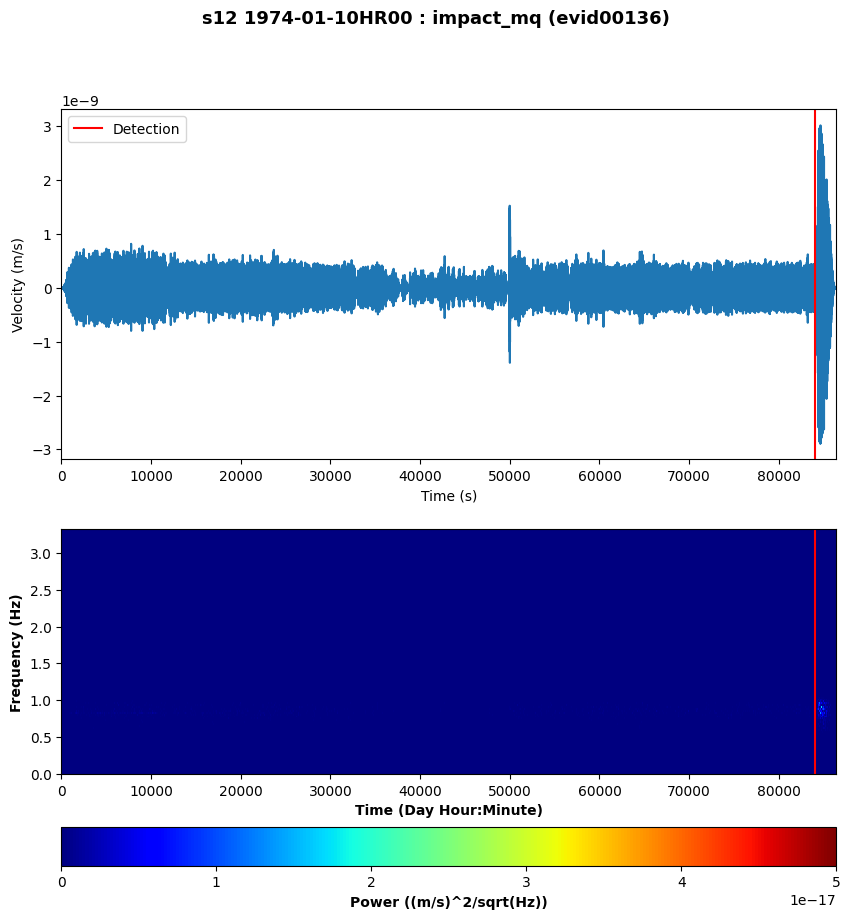 s12 1974-01-10HR00 : impact_mq (evid00136)
1e−9
Detection
3
2
1
0
−1
−2
−3
Velocity (m/s)
0 10000 20000 30000 40000 50000 60000 70000 80000
Time (s)
3.0
2.5
2.0
1.5
1.0
0.5
0.0
Frequency (Hz)
0 10000 20000 30000 40000 50000 60000 70000 80000
Time (Day Hour:Minute)
0 1 2 3 4 5
1e−17
Power ((m/s)^2/sqrt(Hz))